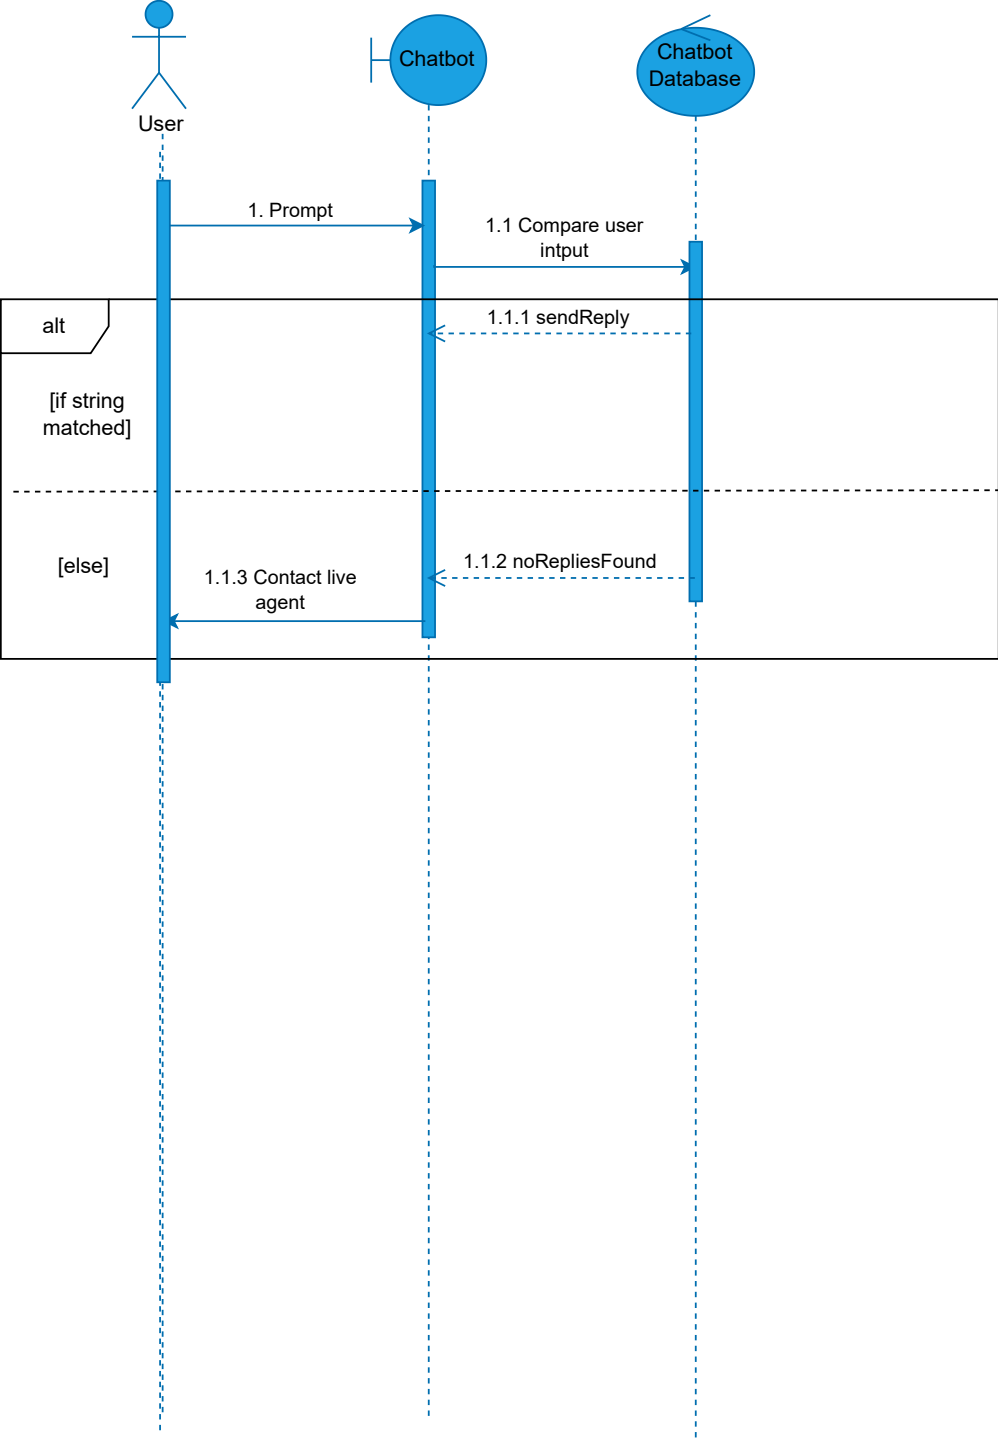 User
Chatbot
Chatbot
Database
1. Prompt
1.1 Compare user
intput
alt
1.1.1 sendReply
[if string
matched]
[else]
1.1.2 noRepliesFound
1.1.3 Contact live
agent